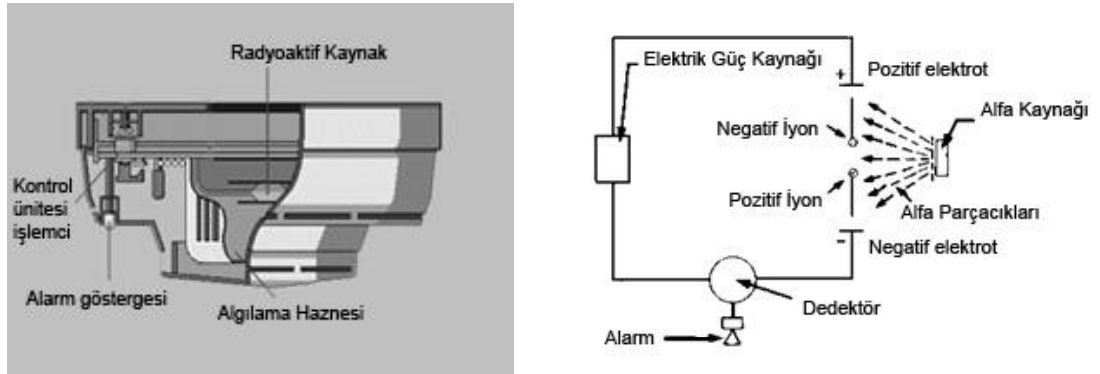 Radyoaktif Kaynak
Kontrol
ünitesi
işlemci
Alarm göstergesi
Algılama Haznesi
Elektrik Güç Kaynağı
+
Pozitif elektrot
Negatif İyon
Alfa Kaynağı
Pozitif İyon
Alfa Parçacıkları
-
Negatif elektrot
Dedektör
Alarm